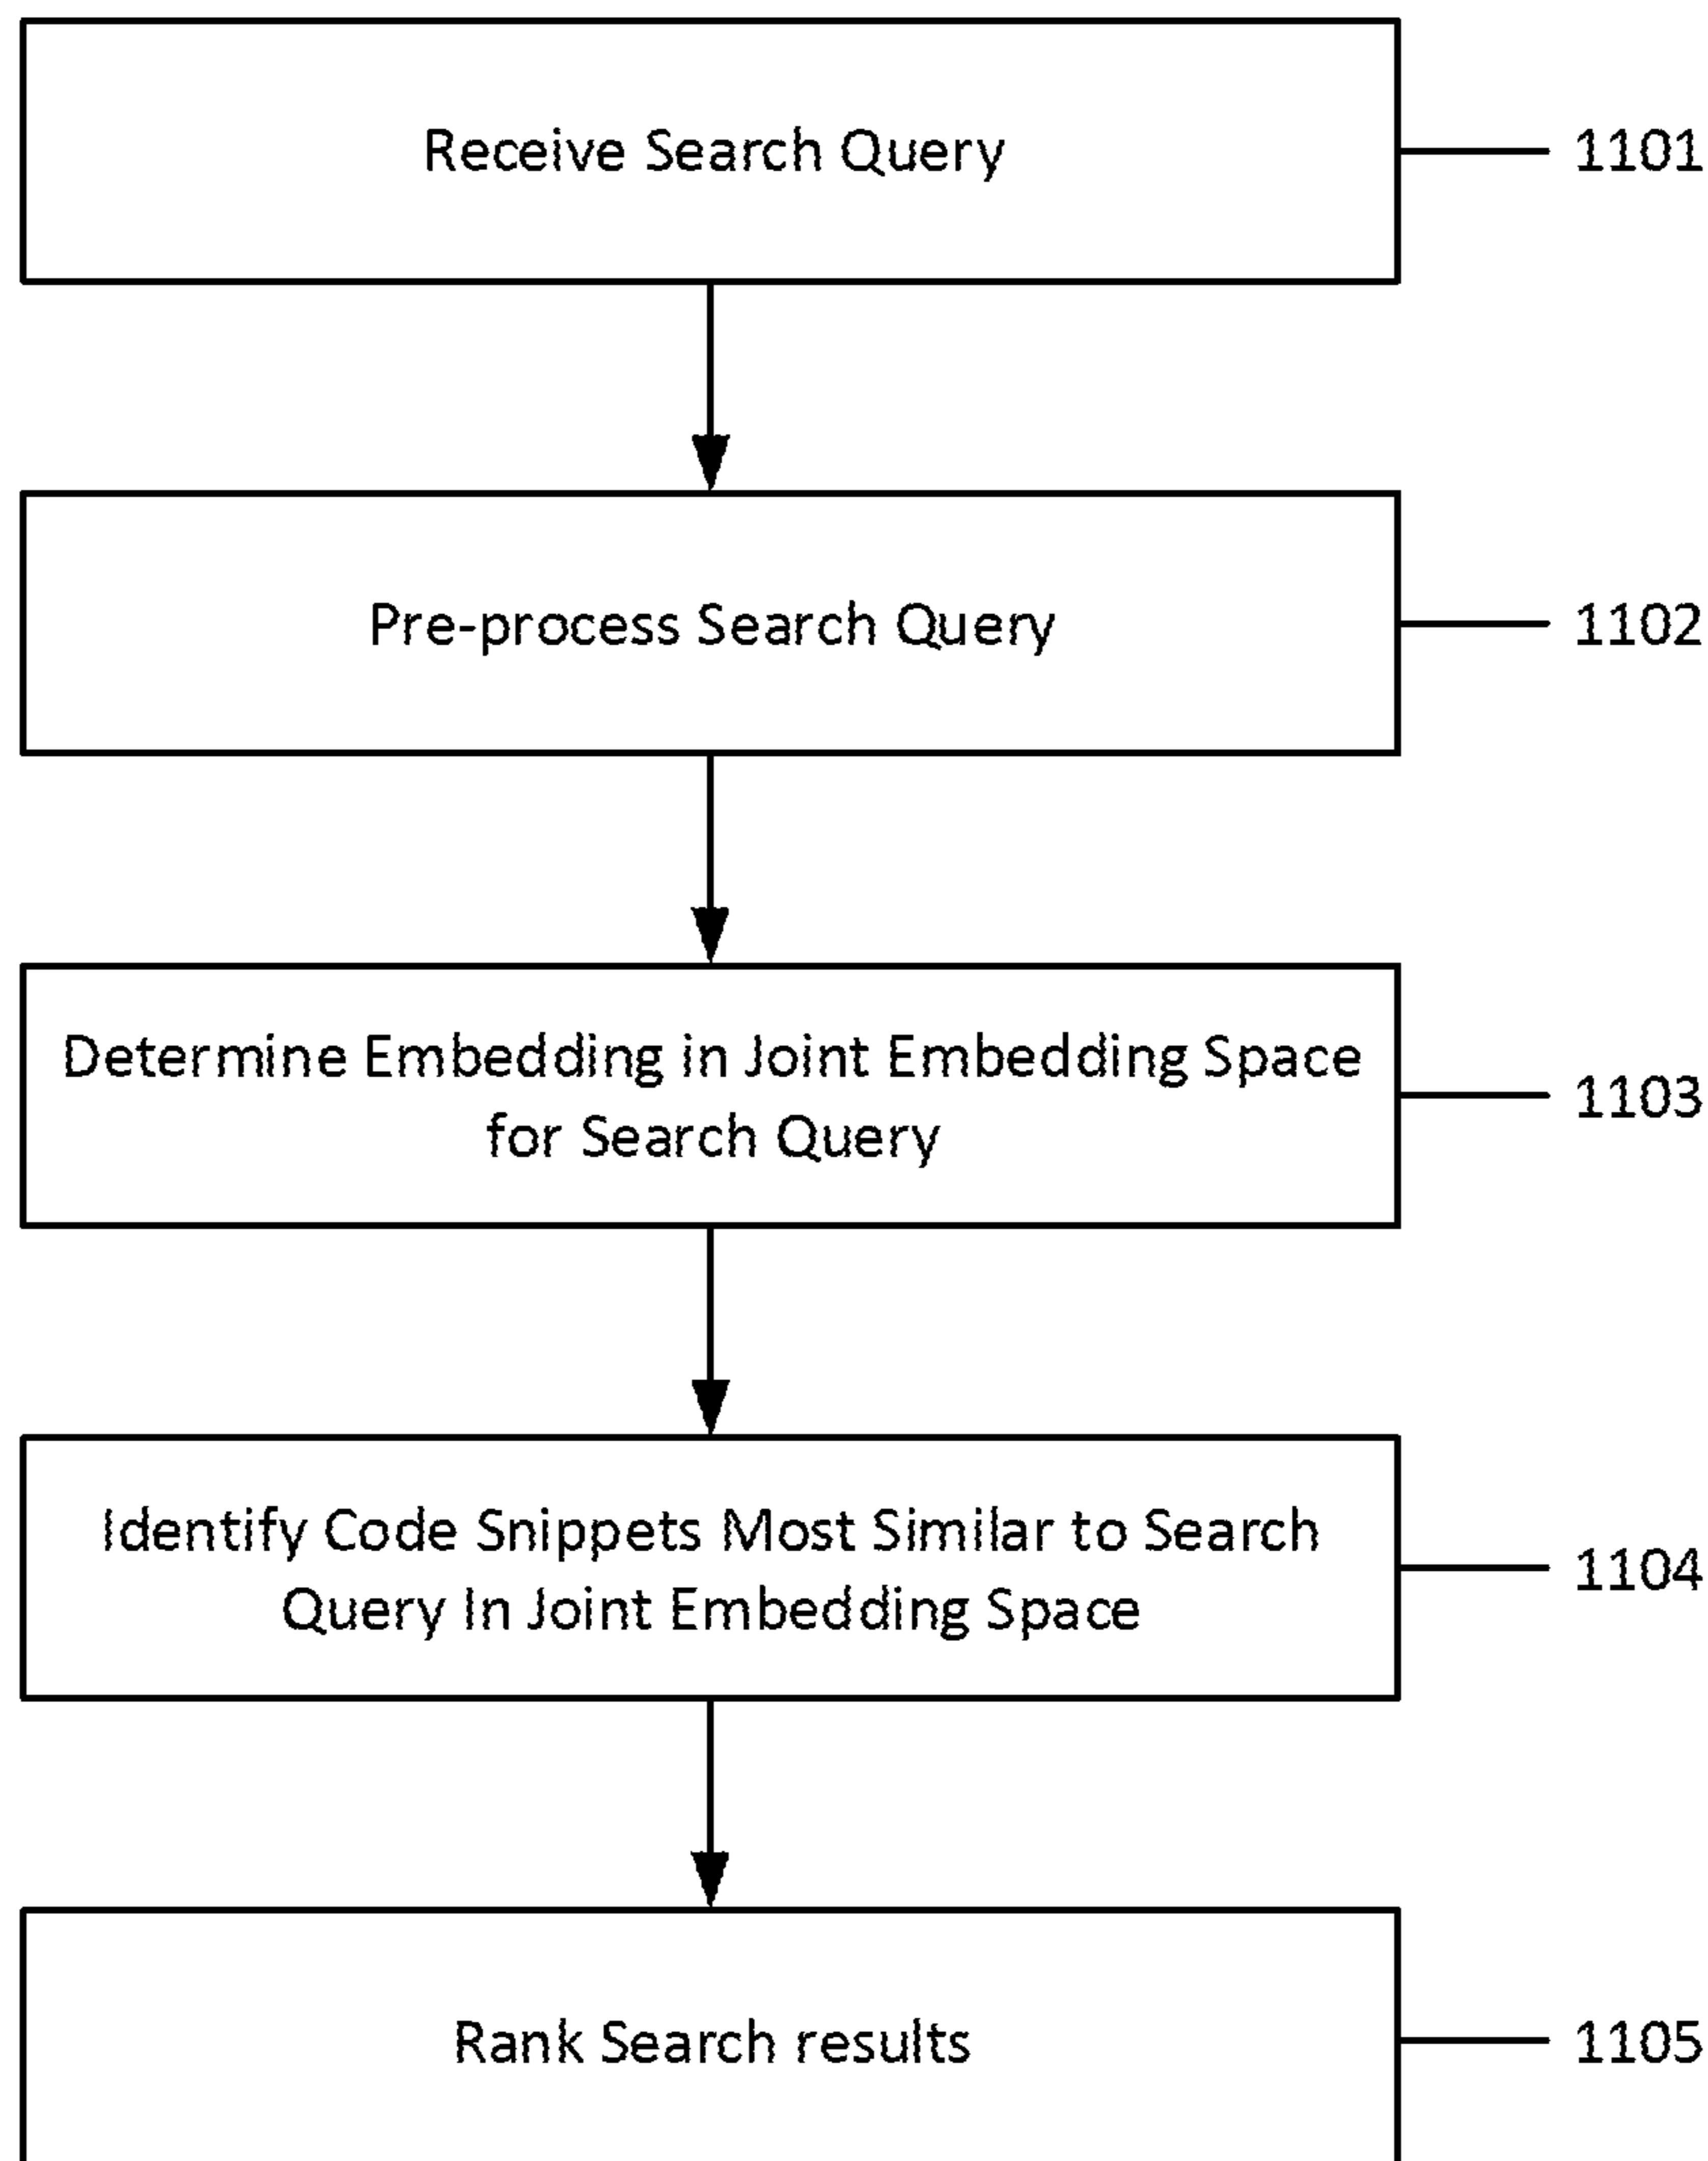 Receive Search Query
1101
Pre-process Search Query
1102
Determine Embedding in Joint Embedding Space
for Search Query
1103
Identify Code Snippets Most Similar to Search
Query In Joint Embedding Space
1104
Rank Search results
1105